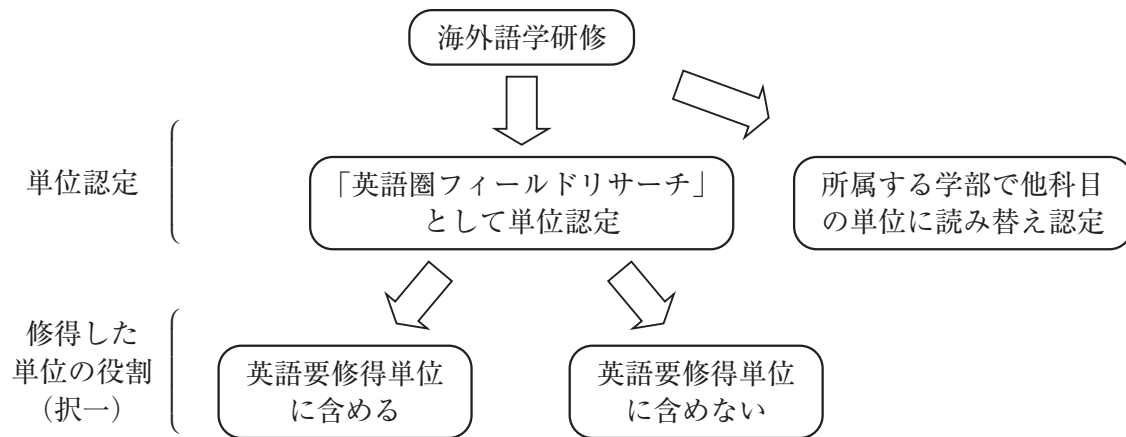 海外語学研修
単位認定
「英語圏フィールドリサーチ」
として単位認定
所属する学部で他科目
の単位に読み替え認定
修得した
単位の役割
（択一）
英語要修得単位
に含める
英語要修得単位
に含めない